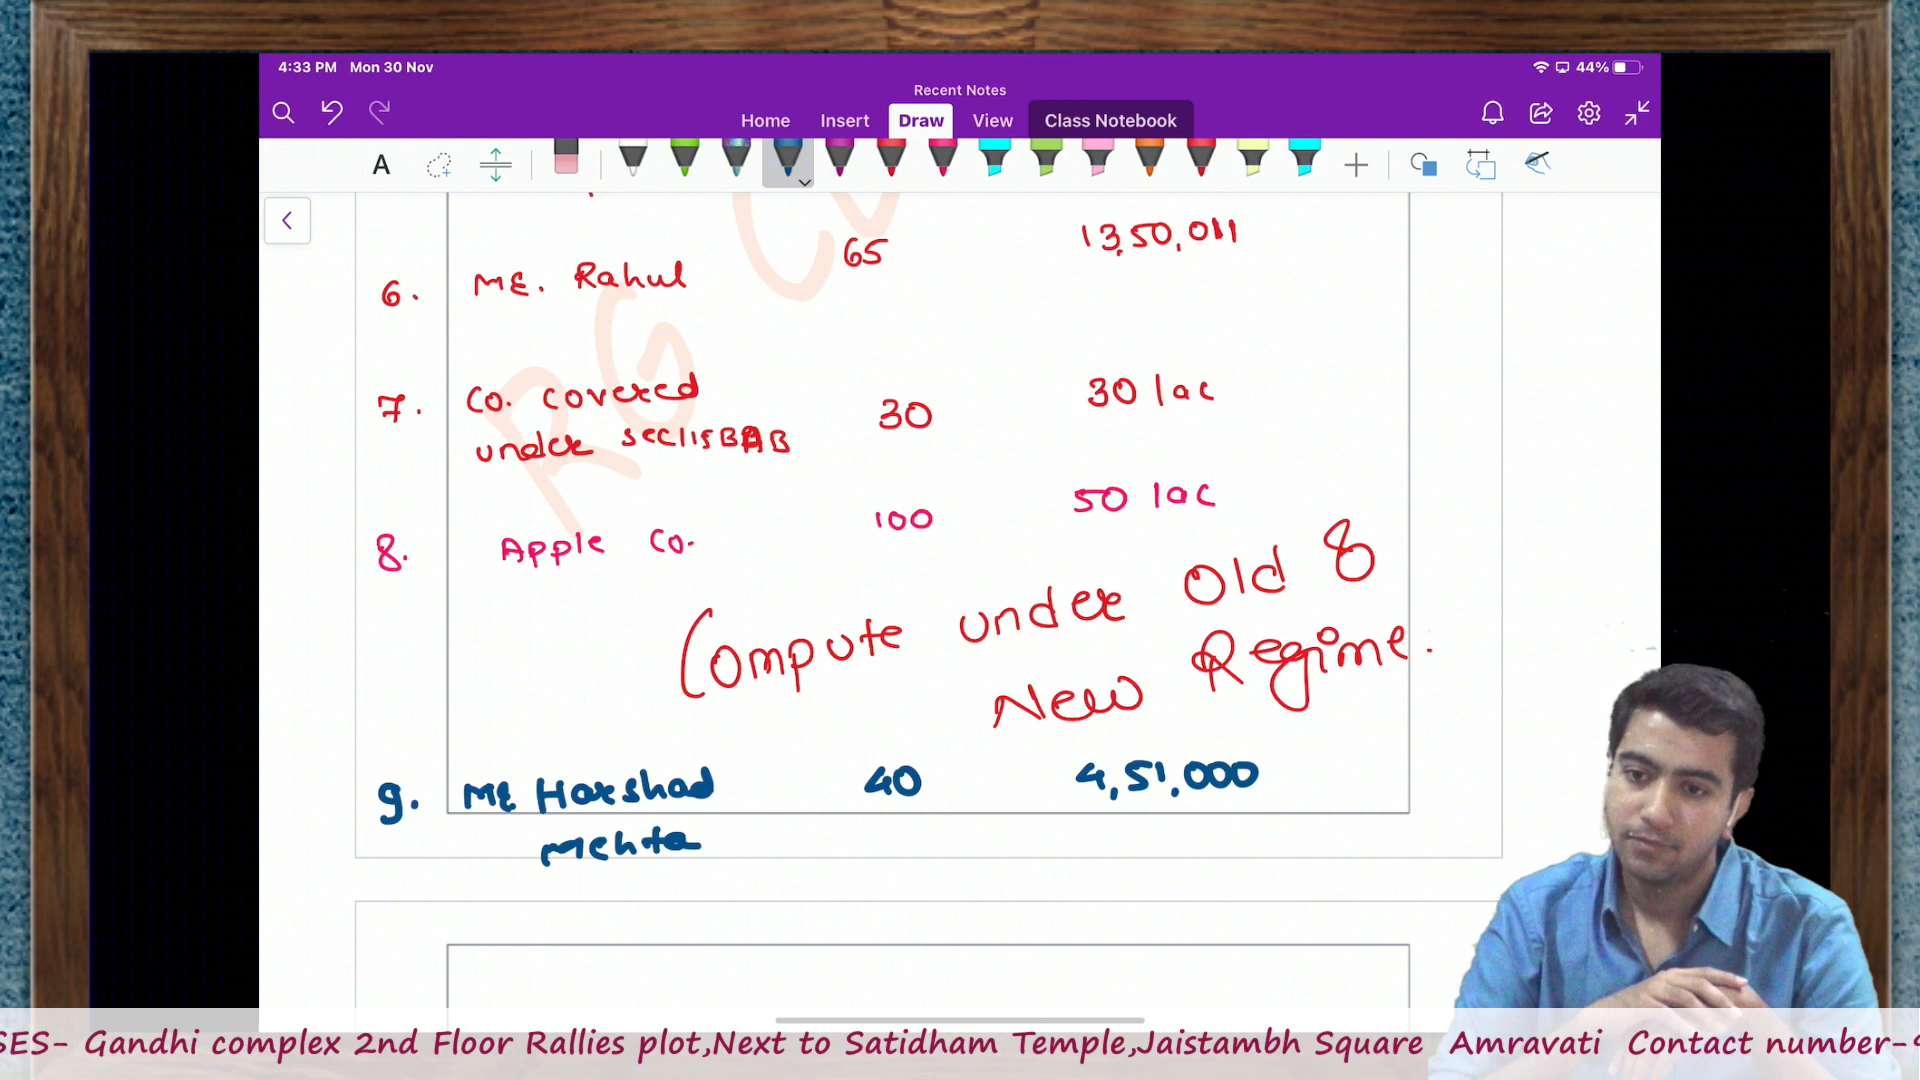 4:33 PM Mon 30 Nov
44%
Recent Notes
Home Insert Draw View Class Notebook
A
RG
6. Mr. Rahul 65 13,50,011
7. Co. covered 30 30 lac
under sec115BAB
8. Apple Co. 100 50 lac
Compute under Old &
New Regime.
9. Mr Harshad 40 4,51,000
Mehta
SES- Gandhi complex 2nd Floor Rallies plot,Next to Satidham Temple,Jaistambh Square Amravati Contact number-